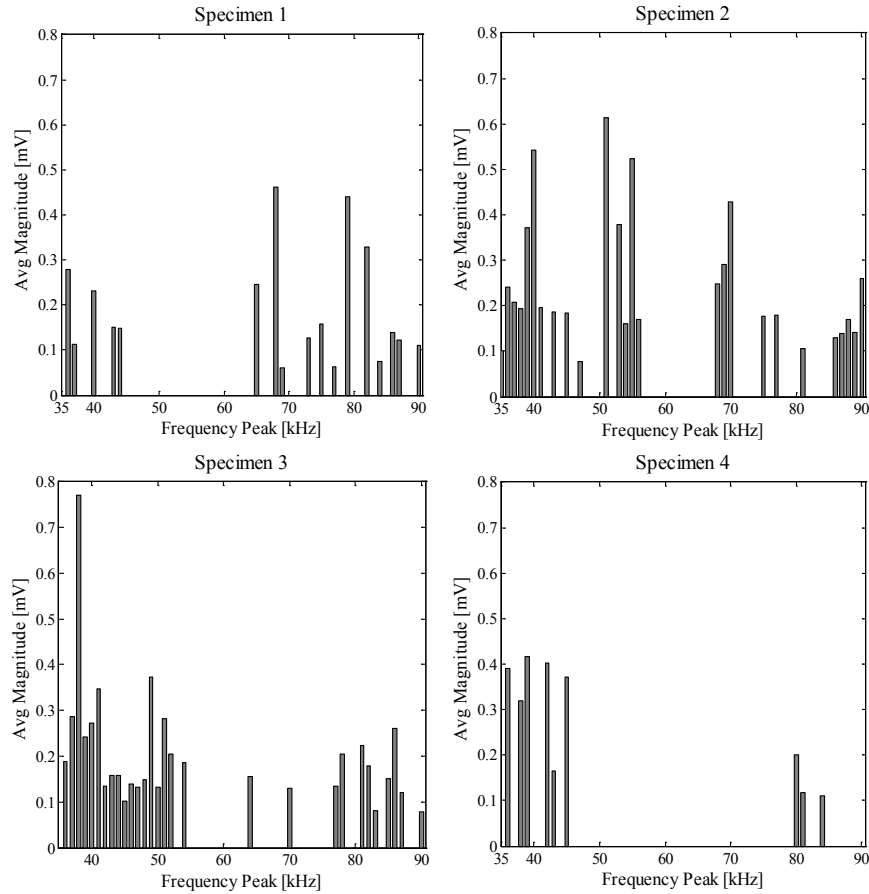 Specimen 1
0.8
0.7
0.6
0.5
0.4
0.3
0.2
0.1
0
Avg Magnitude [mV]
35 40 50 60 70 80 90
Frequency Peak [kHz]
Specimen 2
0.8
0.7
0.6
0.5
0.4
0.3
0.2
0.1
0
Avg Magnitude [mV]
35 40 50 60 70 80 90
Frequency Peak [kHz]
Specimen 3
0.8
0.7
0.6
0.5
0.4
0.3
0.2
0.1
0
Avg Magnitude [mV]
40 50 60 70 80 90
Frequency Peak [kHz]
Specimen 4
0.8
0.7
0.6
0.5
0.4
0.3
0.2
0.1
0
Avg Magnitude [mV]
35 40 50 60 70 80 90
Frequency Peak [kHz]